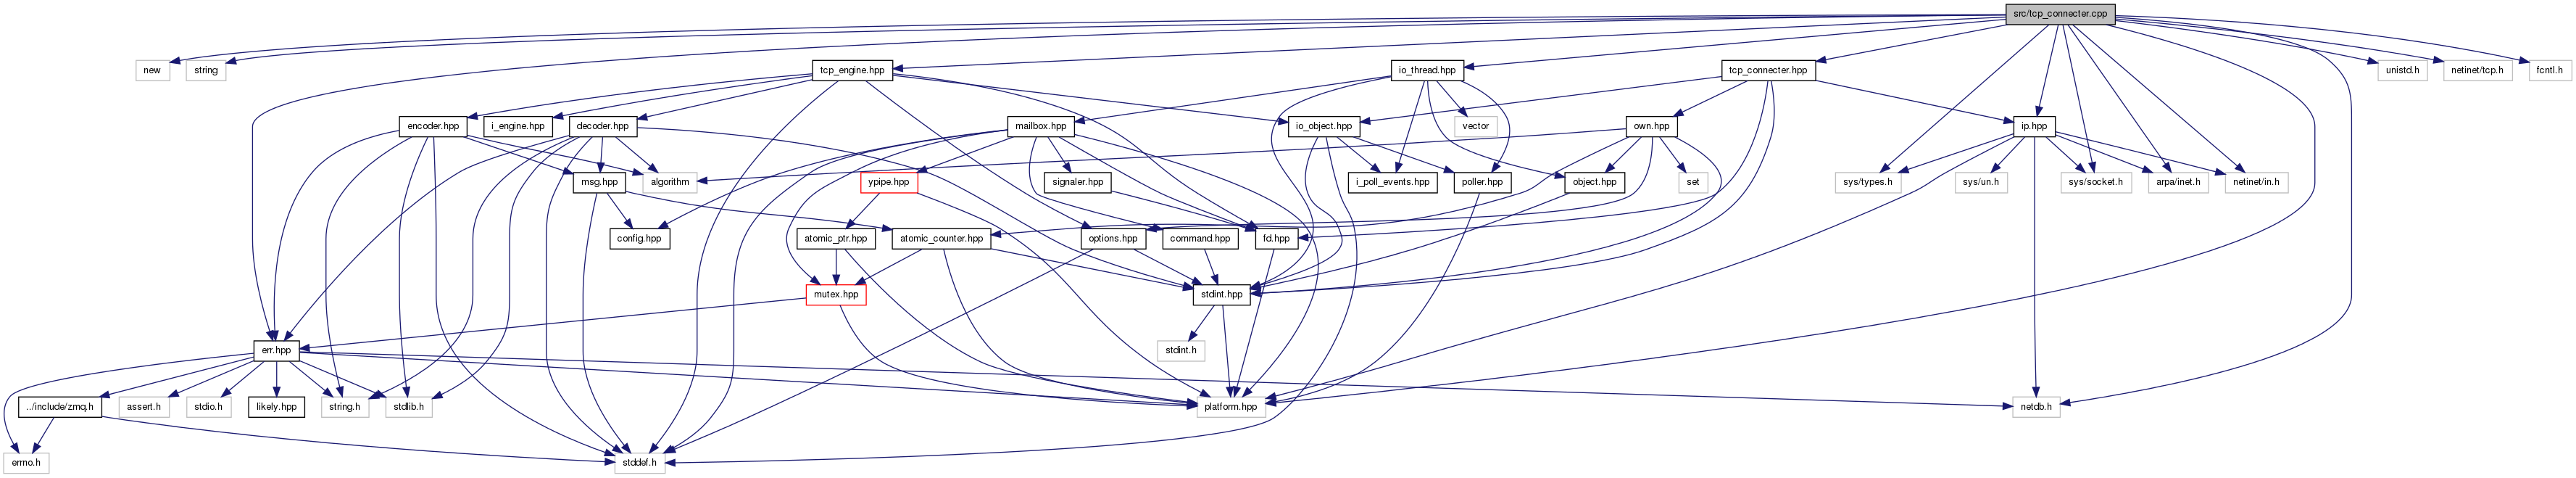 src/tcp_connecter.cpp
new
string
tcp_engine.hpp
io_thread.hpp
tcp_connecter.hpp
unistd.h
netinet/tcp.h
fcntl.h
encoder.hpp
i_engine.hpp
decoder.hpp
mailbox.hpp
io_object.hpp
vector
own.hpp
ip.hpp
msg.hpp
algorithm
ypipe.hpp
signaler.hpp
i_poll_events.hpp
poller.hpp
object.hpp
set
sys/types.h
sys/un.h
sys/socket.h
arpa/inet.h
netinet/in.h
config.hpp
atomic_ptr.hpp
atomic_counter.hpp
options.hpp
command.hpp
fd.hpp
mutex.hpp
stdint.hpp
err.hpp
stdint.h
../include/zmq.h
assert.h
stdio.h
likely.hpp
string.h
stdlib.h
platform.hpp
netdb.h
errno.h
stddef.h